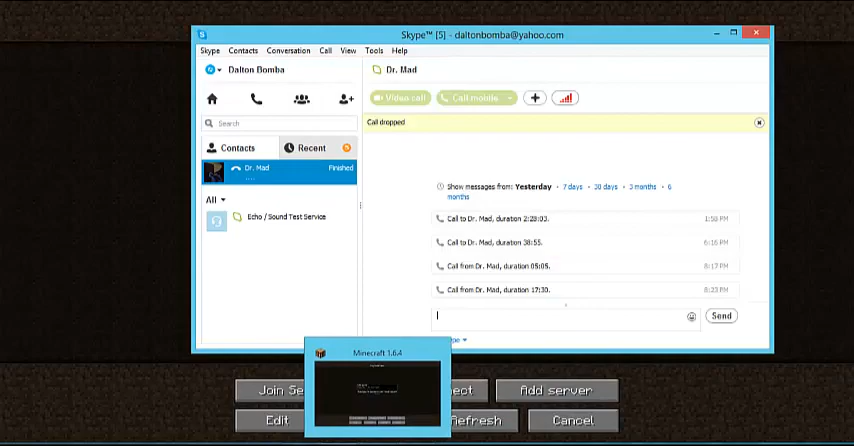 Skype™ [5] - daltonbomba@yahoo.com
Skype Contacts Conversation Call View Tools Help
Dalton Bomba
Dr. Mad
Video call
Call mobile
Call dropped
Search
Contacts
Recent
Dr. Mad
Finished
All
Echo / Sound Test Service
Show messages from: Yesterday • 7 days • 30 days • 3 months • 6
months
Call to Dr. Mad, duration 2:28:03. 1:58 PM
Call to Dr. Mad, duration 38:55. 6:16 PM
Call from Dr. Mad, duration 05:05. 8:17 PM
Call from Dr. Mad, duration 17:30. 8:23 PM
Send
Minecraft 1.6.4
Join Se
nect
Add server
Edit
Refresh
Cancel